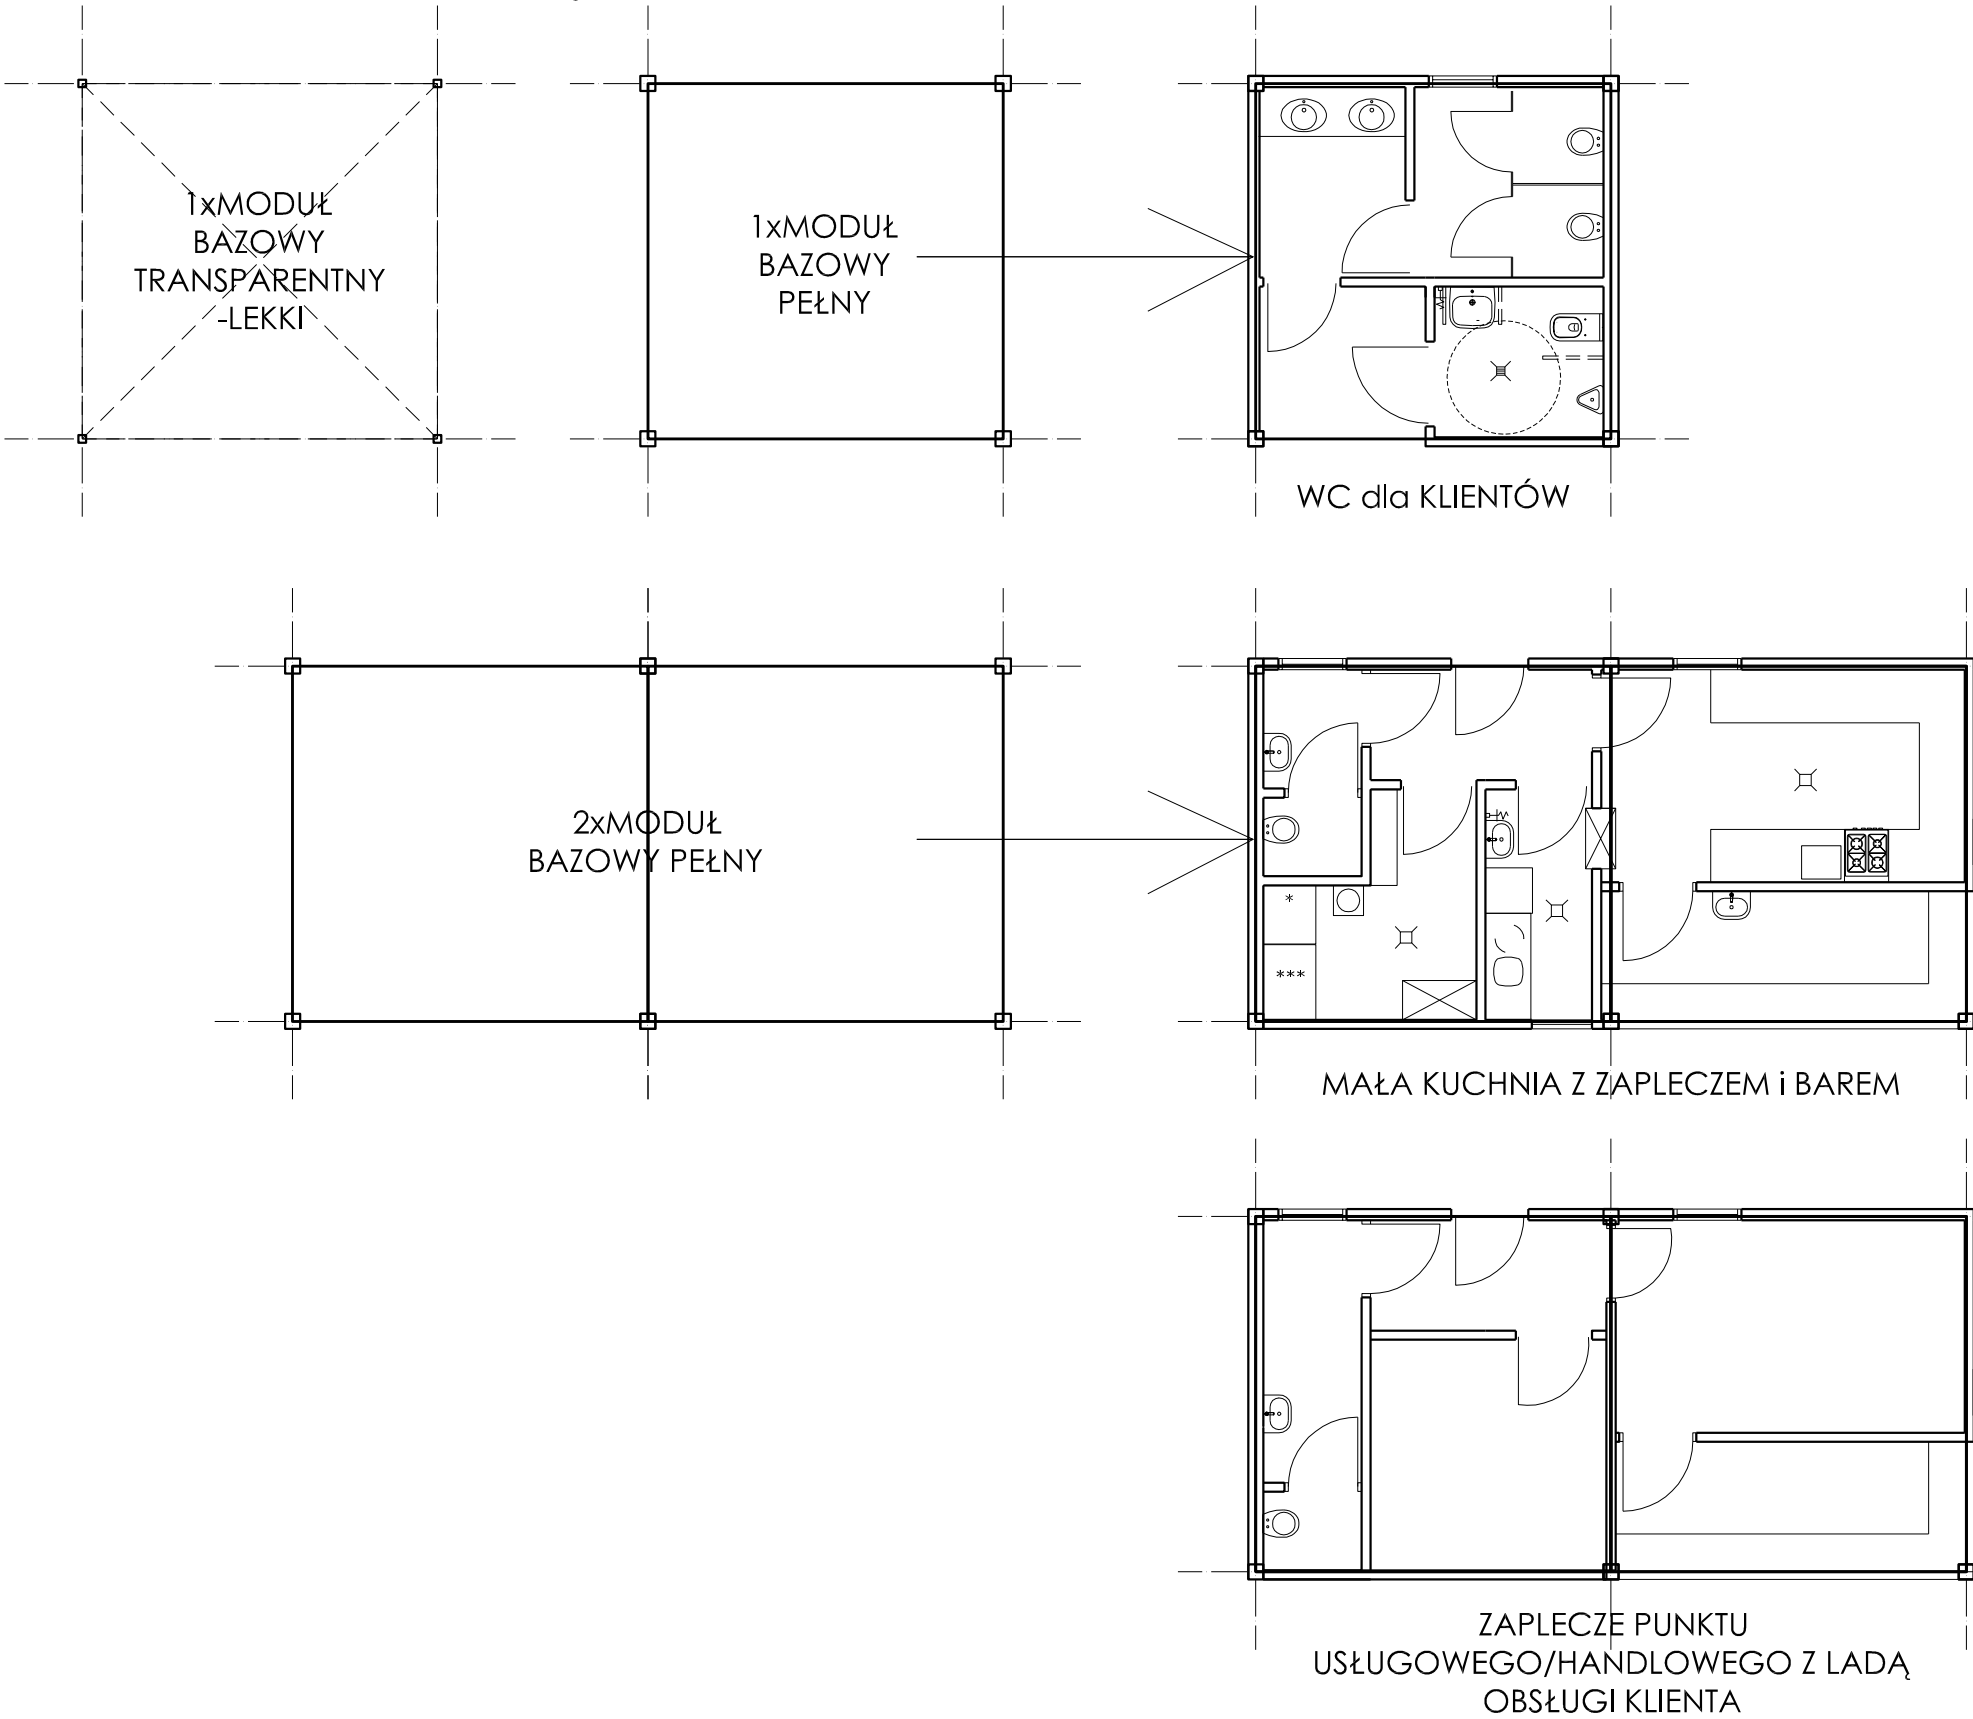 1xMODUŁ
BAZOWY
TRANSPARENTNY
-LEKKI
1xMODUŁ
BAZOWY
PEŁNY
WC dla KLIENTÓW
2xMODUŁ
BAZOWY PEŁNY
*
***
MAŁA KUCHNIA Z ZAPLECZEM i BAREM
ZAPLECZE PUNKTU
USŁUGOWEGO/HANDLOWEGO Z LADĄ
OBSŁUGI KLIENTA